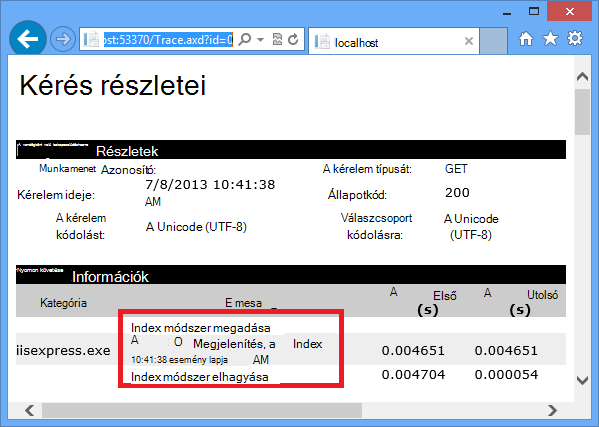 ost:53370/Trace.axd?id=0
localhost
Kérés részletei
Részletek
Munkamenet Azonosító:
A kérelem típusát: GET
Kérelem ideje: 7/8/2013 10:41:38 AM
Állapotkód: 200
A kérelem kódolást: A Unicode (UTF-8)
Válaszcsoport kódolásra: A Unicode (UTF-8)
Nyomon követése Információk
Kategória E mesa A Első (s) A Utolsó (s)
Index módszer megadása
iisexpress.exe A O Megjelenítés, a Index 0.004651 0.004651
10:41:38 esemény lapja AM
Index módszer elhagyása 0.004704 0.000054